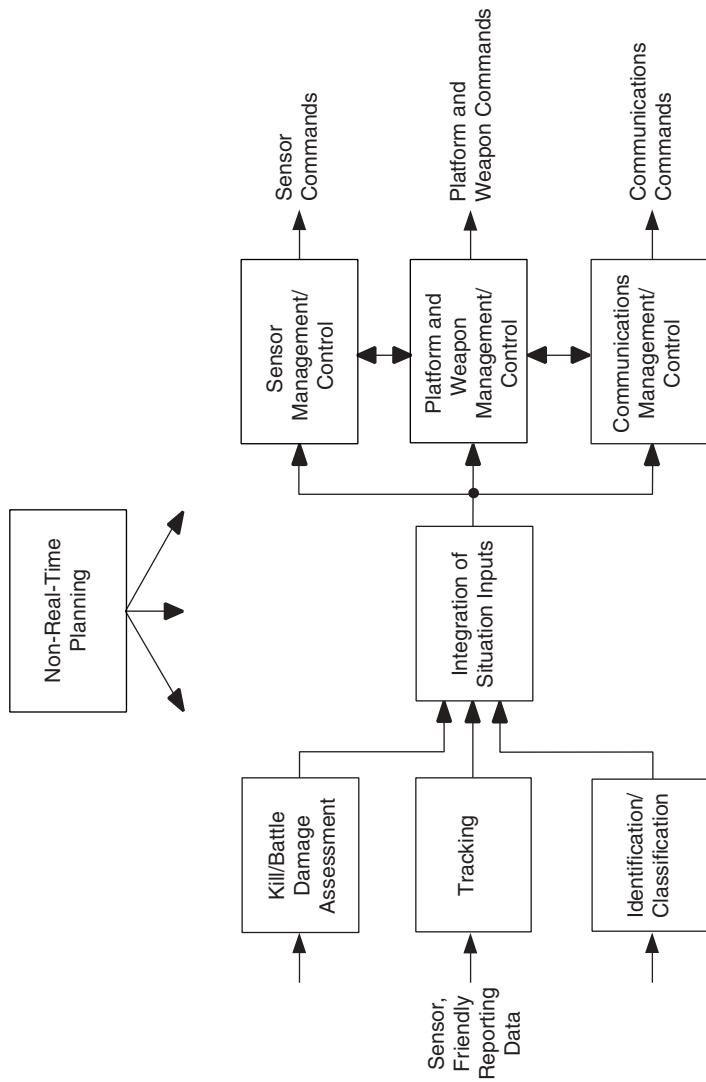 Non-Real-Time
Planning
Kill/Battle
Damage
Assessment
Sensor
Management/
Control
Sensor
Commands
Sensor,
Friendly
Reporting
Data
Tracking
Integration of
Situation Inputs
Platform and
Weapon
Management/
Control
Platform and
Weapon Commands
Identification/
Classification
Communications
Management/
Control
Communications
Commands